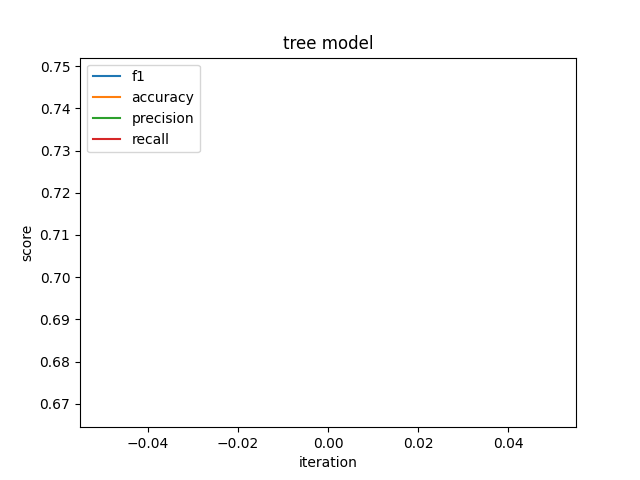 tree model
f1
accuracy
precision
recall
score
0.75
0.74
0.73
0.72
0.71
0.70
0.69
0.68
0.67
−0.04
−0.02
0.00
0.02
0.04
iteration